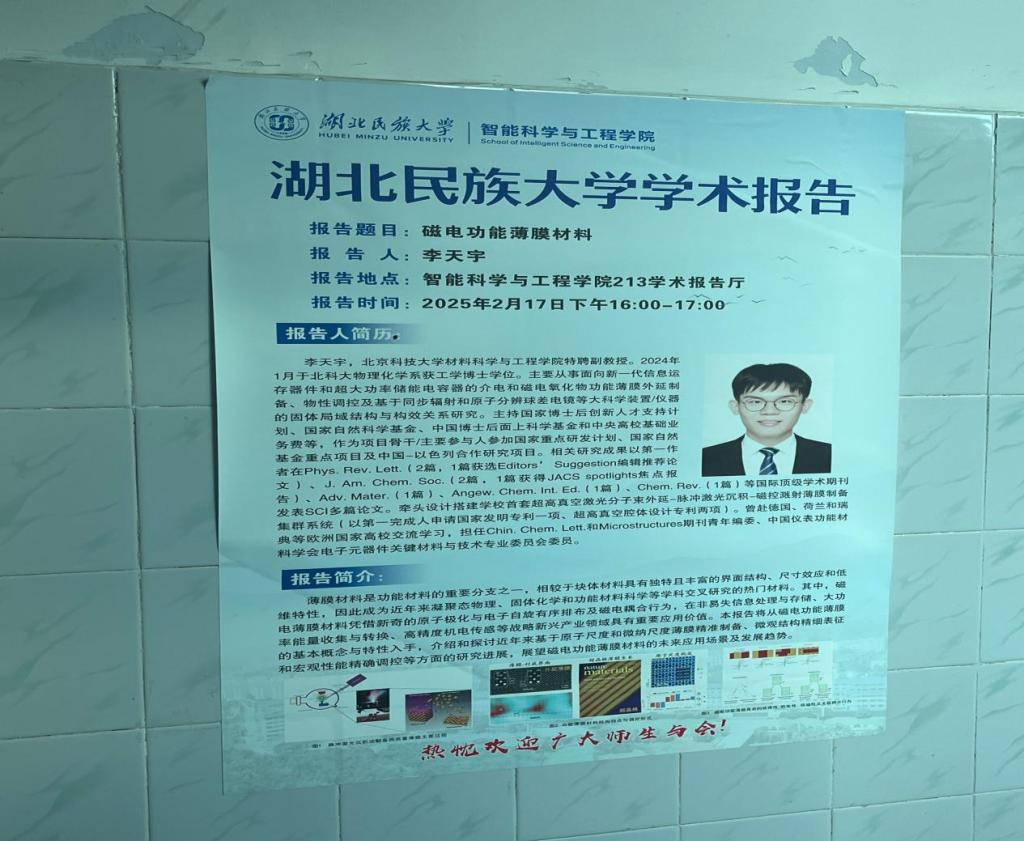 湖北民族大学
HUBEI MINZU UNIVERSITY
智能科学与工程学院
School of Intelligent Science and Engineering
湖北民族大学学术报告
报告题目：磁电功能薄膜材料
报 告 人：李天宇
报告地点：智能科学与工程学院213学术报告厅
报告时间：2025年2月17日下午16:00-17:00
报告人简历：
李天宇，北京科技大学材料科学与工程学院特聘副教授。2024年
1月于北科大物理化学系获工学博士学位。主要从事面向新一代信息运
存器件和超大功率储能电容器的介电和磁电氧化物功能薄膜外延制
备、物性调控及基于同步辐射和原子分辨球差电镜等大科学装置/仪器
的固体局域结构与构效关系研究。主持国家博士后创新人才支持计
划、国家自然科学基金、中国博士后面上科学基金和中央高校基础业
务费等，作为项目骨干/主要参与人参加国家重点研发计划、国家自然
基金重点项目及中国-以色列合作研究项目。相关研究成果以第一作
者在Phys. Rev. Lett.（2篇，1篇获选Editors' Suggestion编辑推荐论
文）、J. Am. Chem. Soc.（2篇，1篇获得JACS spotlights焦点报
告）、Adv. Mater.（1篇）、Angew. Chem. Int. Ed.（1篇）、Chem. Rev.（1篇）等国际顶级学术期刊
发表SCI多篇论文。牵头设计搭建学校首套超高真空激光分子束外延-脉冲激光沉积-磁控溅射薄膜制备
集群系统（以第一完成人申请国家发明专利一项、超高真空腔体设计专利两项）。曾赴德国、荷兰和瑞
典等欧洲国家高校交流学习，担任Chin. Chem. Lett.和Microstructures期刊青年编委、中国仪表功能材
料学会电子元器件关键材料与技术专业委员会委员。
报告简介：
薄膜材料是功能材料的重要分支之一，相较于块体材料具有独特且丰富的界面结构、尺寸效应和低
维特性，因此成为近年来凝聚态物理、固体化学和功能材料科学等学科交叉研究的热门材料。其中，磁
电薄膜材料凭借新奇的原子极化与电子自旋有序排布及磁电耦合行为，在非易失信息处理与存储、大功
率能量收集与转换、高精度机电传感等战略新兴产业领域具有重要应用价值。本报告将从磁电功能薄膜
的基本概念与特性入手，介绍和探讨近年来基于原子尺度和微纳尺度薄膜精准制备、微观结构精细表征
和宏观性能精确调控等方面的研究进展，展望磁电功能薄膜材料的未来应用场景及发展趋势。
nature
materials
热忱欢迎广大师生与会！